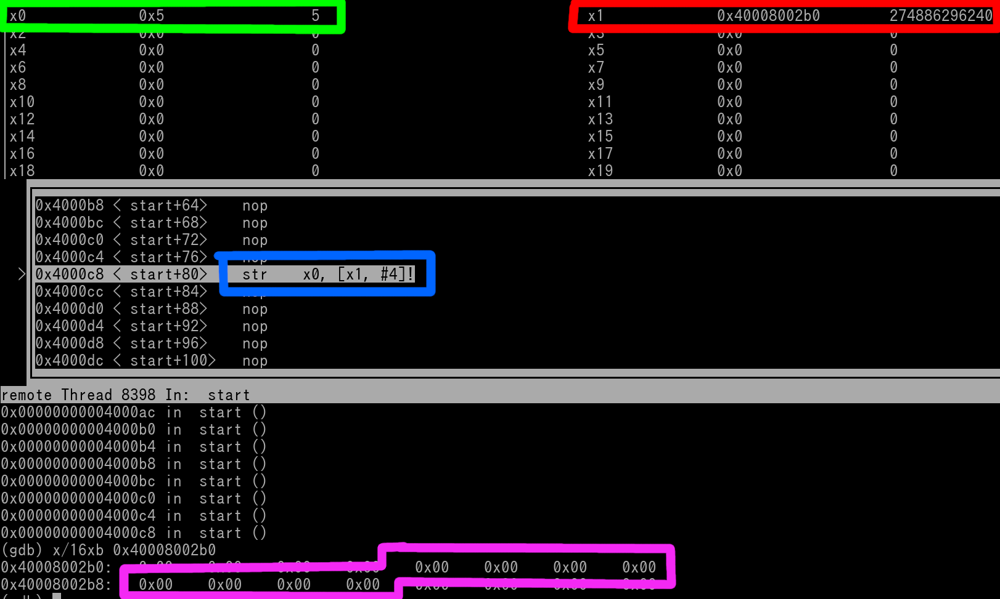 x0 0x5 5 x1 0x40008002b0 274886296240
x2 0x0 0 x3 0x0 0
x4 0x0 0 x5 0x0 0
x6 0x0 0 x7 0x0 0
x8 0x0 0 x9 0x0 0
x10 0x0 0 x11 0x0 0
x12 0x0 0 x13 0x0 0
x14 0x0 0 x15 0x0 0
x16 0x0 0 x17 0x0 0
x18 0x0 0 x19 0x0 0
0x4000b8 < start+64> nop
0x4000bc < start+68> nop
0x4000c0 < start+72> nop
0x4000c4 < start+76> nop
>0x4000c8 < start+80> str x0, [x1, #4]!
0x4000cc < start+84> nop
0x4000d0 < start+88> nop
0x4000d4 < start+92> nop
0x4000d8 < start+96> nop
0x4000dc < start+100> nop
remote Thread 8398 In: start
0x00000000004000ac in start ()
0x00000000004000b0 in start ()
0x00000000004000b4 in start ()
0x00000000004000b8 in start ()
0x00000000004000bc in start ()
0x00000000004000c0 in start ()
0x00000000004000c4 in start ()
0x00000000004000c8 in start ()
(gdb) x/16xb 0x40008002b0
0x40008002b0: 0x00 0x00 0x00 0x00 0x00 0x00 0x00 0x00
0x40008002b8: 0x00 0x00 0x00 0x00 0x00 0x00 0x00 0x00
(gdb)